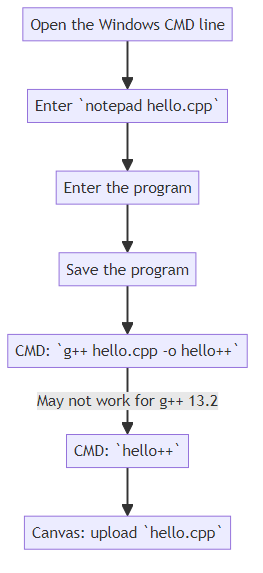 Open the Windows CMD line
Enter `notepad hello.cpp`
Enter the program
Save the program
CMD: `g++ hello.cpp -o hello++`
May not work for g++ 13.2
CMD: `hello++`
Canvas: upload `hello.cpp`